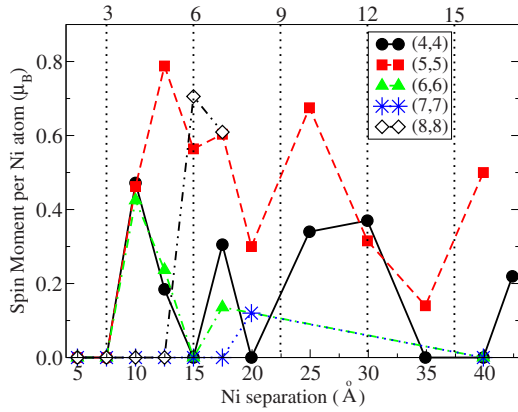 3 6 9 12 15
Spin Moment per Ni atom (μB)
0.8
0.6
0.4
0.2
0.0
(4,4)
(5,5)
(6,6)
(7,7)
(8,8)
5 10 15 20 25 30 35 40
Ni separation (Å)